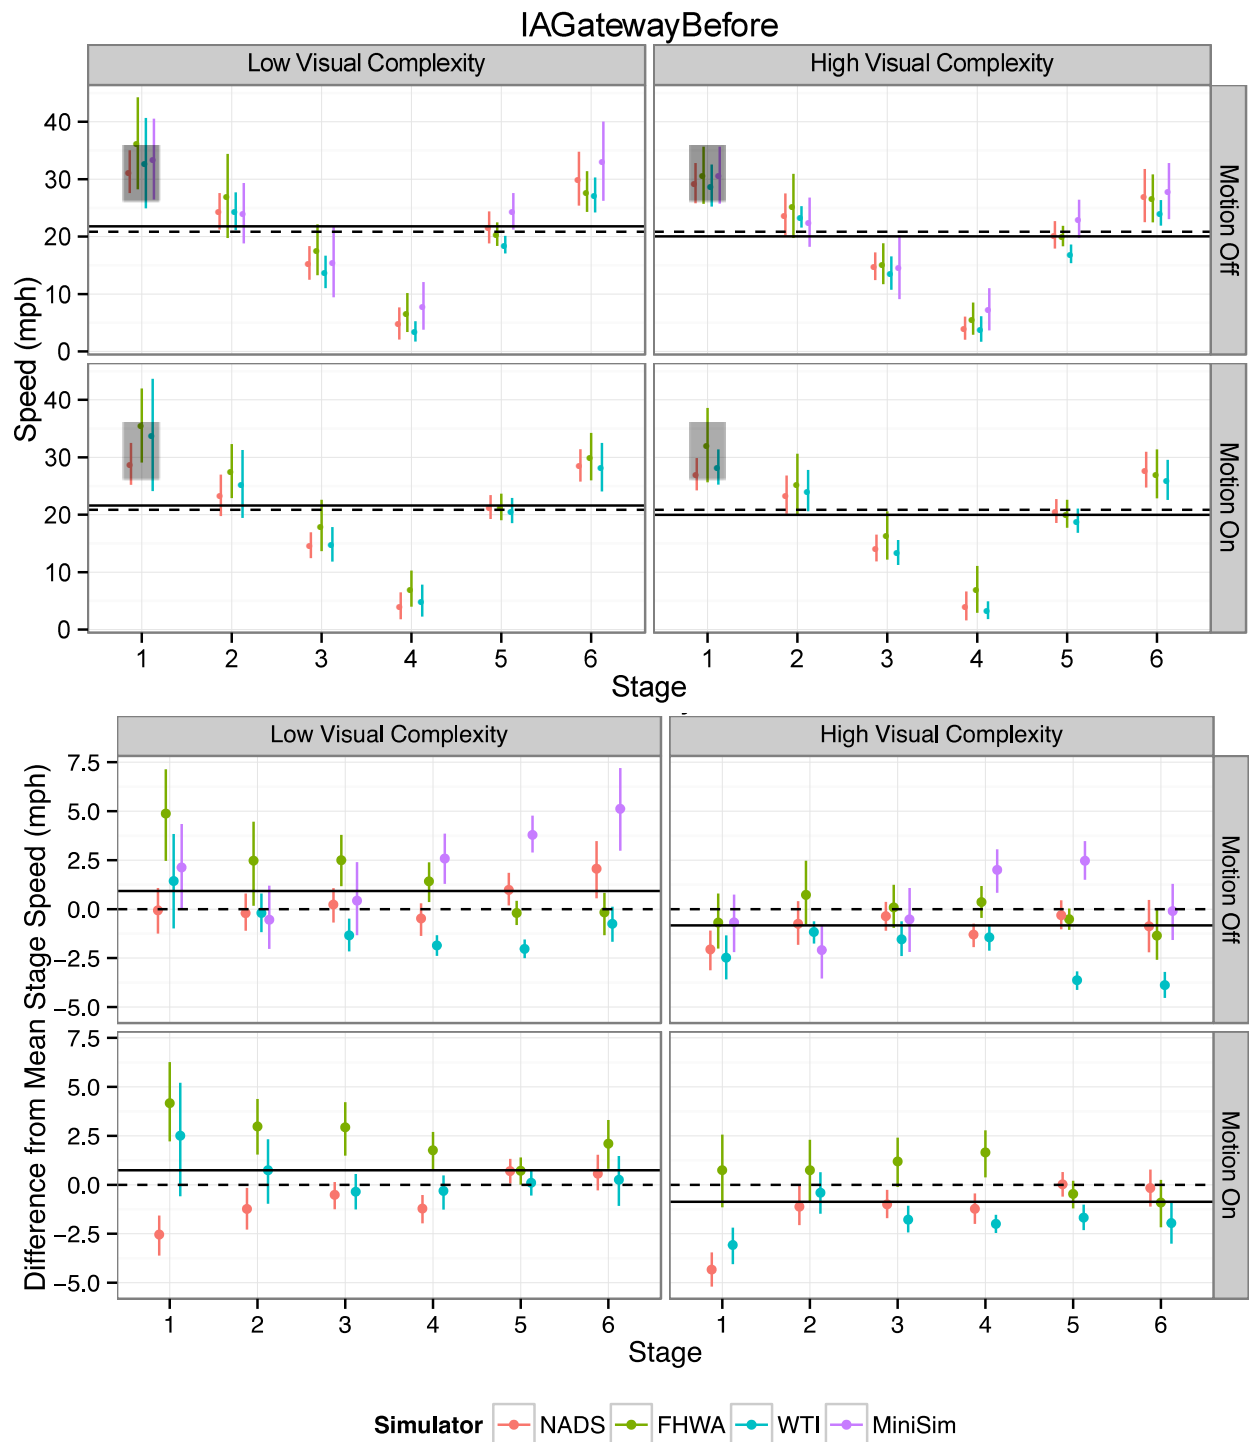 IAGatewayBefore
Low Visual Complexity
High Visual Complexity
Speed (mph)
40
30
20
10
0
Motion Off
40
30
20
10
0
Motion On
1 2 3 4 5 6
1 2 3 4 5 6
Stage
Low Visual Complexity
High Visual Complexity
Difference from Mean Stage Speed (mph)
7.5
5.0
2.5
0.0
−2.5
−5.0
Motion Off
7.5
5.0
2.5
0.0
−2.5
−5.0
Motion On
1 2 3 4 5 6
1 2 3 4 5 6
Stage
Simulator NADS FHWA WTI MiniSim